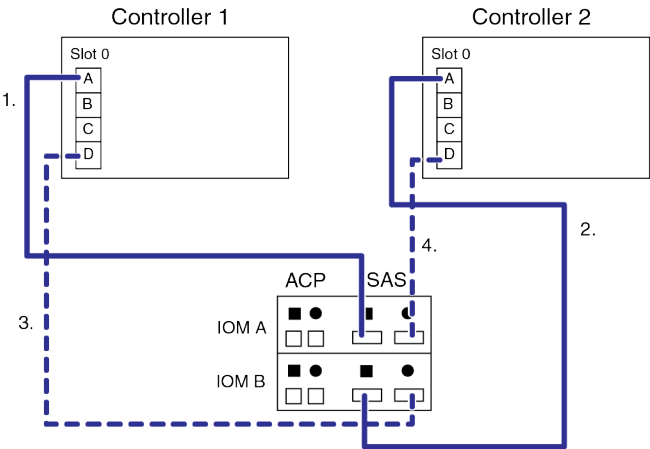 Controller 1
Controller 2
Slot 0
A
B
C
D
Slot 0
A
B
C
D
1.
2.
4.
3.
ACP
SAS
IOM A
IOM B